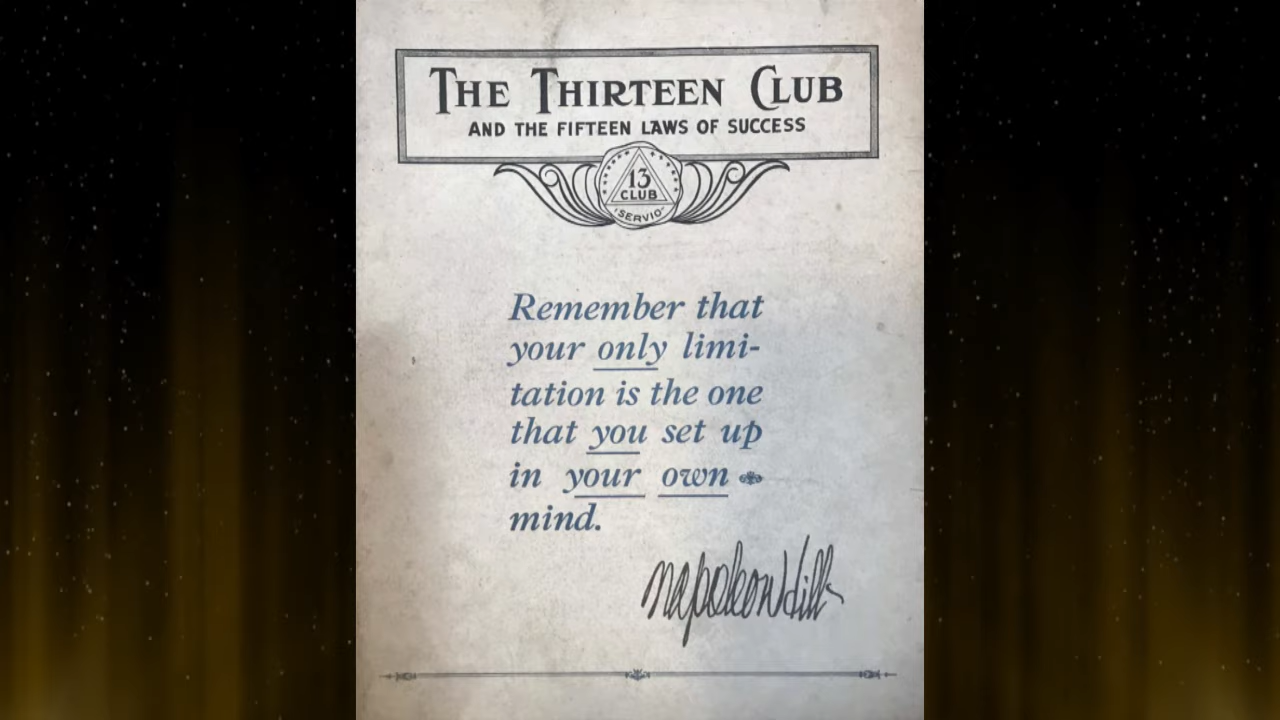 THE THIRTEEN CLUB
AND THE FIFTEEN LAWS OF SUCCESS
13
CLUB
SERVIO
Remember that
your only limi-
tation is the one
that you set up
in your own
mind.
Napoleon Hill